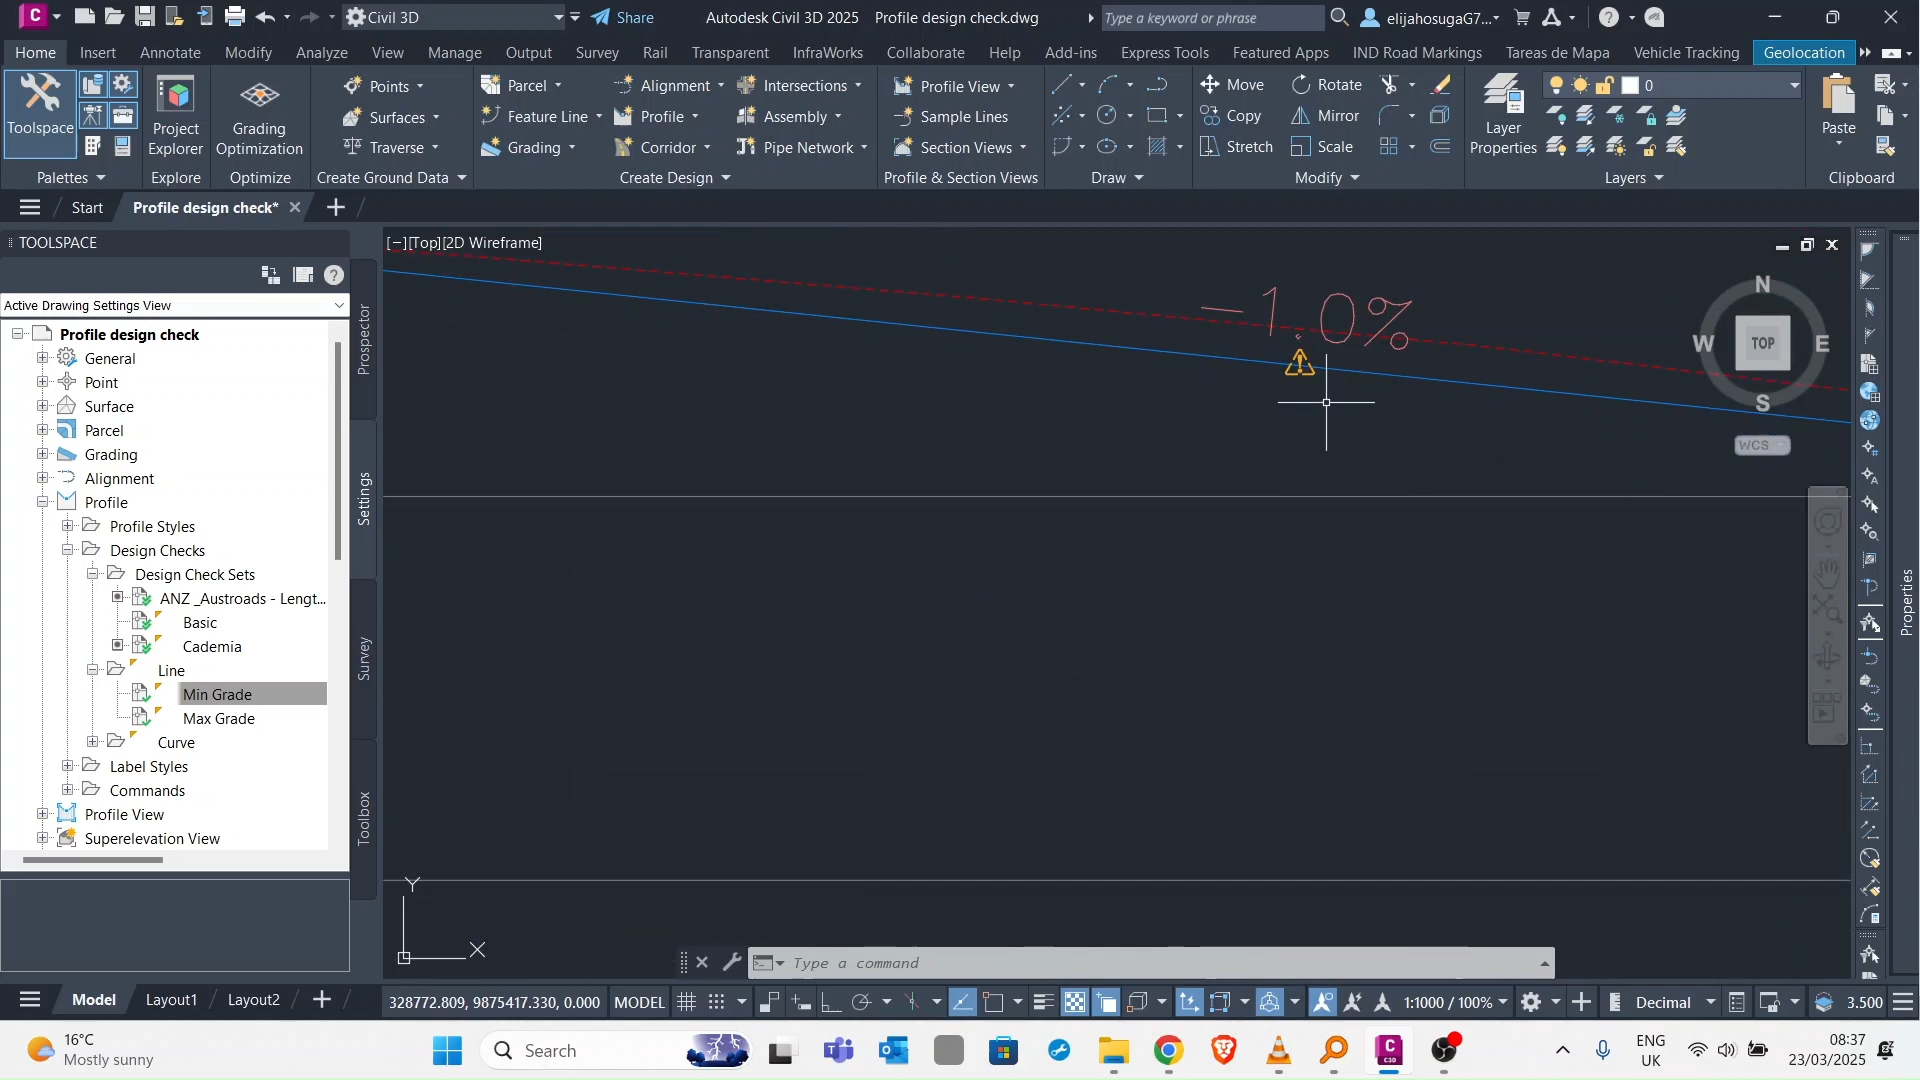 Civil 3D
Share
Autodesk Civil 3D 2025 Profile design check.dwg
Type a keyword or phrase
elijahosugaG7...
Home Insert Annotate Modify Analyze View Manage Output Survey Rail Transparent InfraWorks Collaborate Help Add-ins Express Tools Featured Apps IND Road Markings Tareas de Mapa Vehicle Tracking Geolocation
Toolspace
Palettes
Project Explorer
Explore
Grading Optimization
Optimize
Points
Surfaces
Traverse
Create Ground Data
Parcel
Feature Line
Grading
Alignment
Profile
Corridor
Intersections
Assembly
Pipe Network
Create Design
Profile View
Sample Lines
Section Views
Profile & Section Views
Draw
Move
Copy
Stretch
Rotate
Mirror
Scale
Modify
Layer Properties
0
Layers
Paste
Clipboard
Start
Profile design check*
TOOLSPACE
Active Drawing Settings View
Profile design check
General
Point
Surface
Parcel
Grading
Alignment
Profile
Profile Styles
Design Checks
Design Check Sets
ANZ _Austroads - Lengt...
Basic
Cademia
Line
Min Grade
Max Grade
Curve
Label Styles
Commands
Profile View
Superelevation View
Prospector
Settings
Survey
Toolbox
[−][Top][2D Wireframe]
−1.0%
N
W
TOP
E
S
WCS
Properties
Y
X
Type a command
Model Layout1 Layout2
328772.809, 9875417.330, 0.000 MODEL
1:1000 / 100%
Decimal
3.500
16°C
Mostly sunny
Search
ENG
UK
08:37
23/03/2025